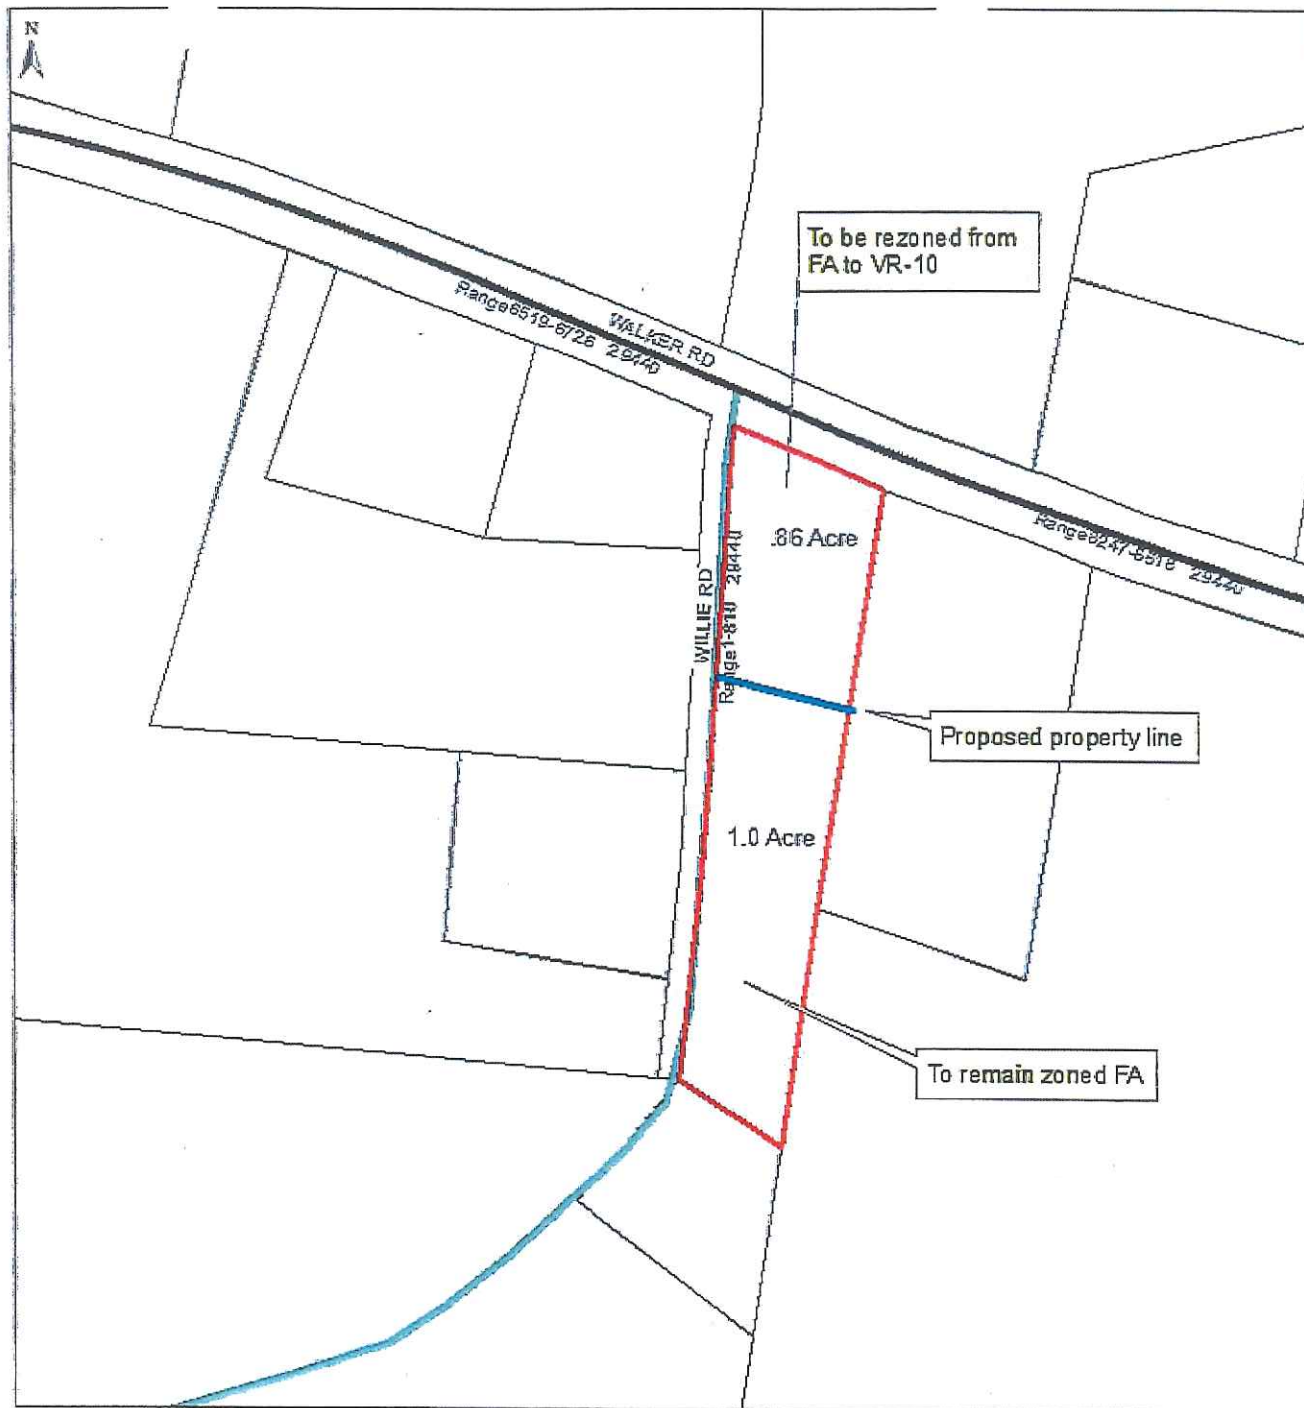 N
To be rezoned from
FA to VR-10
WALKER RD
Range6519-6726 29440
.86 Acre
Range6247-6518 29440
WILLIE RD
Range1-810 29440
Proposed property line
1.0 Acre
To remain zoned FA